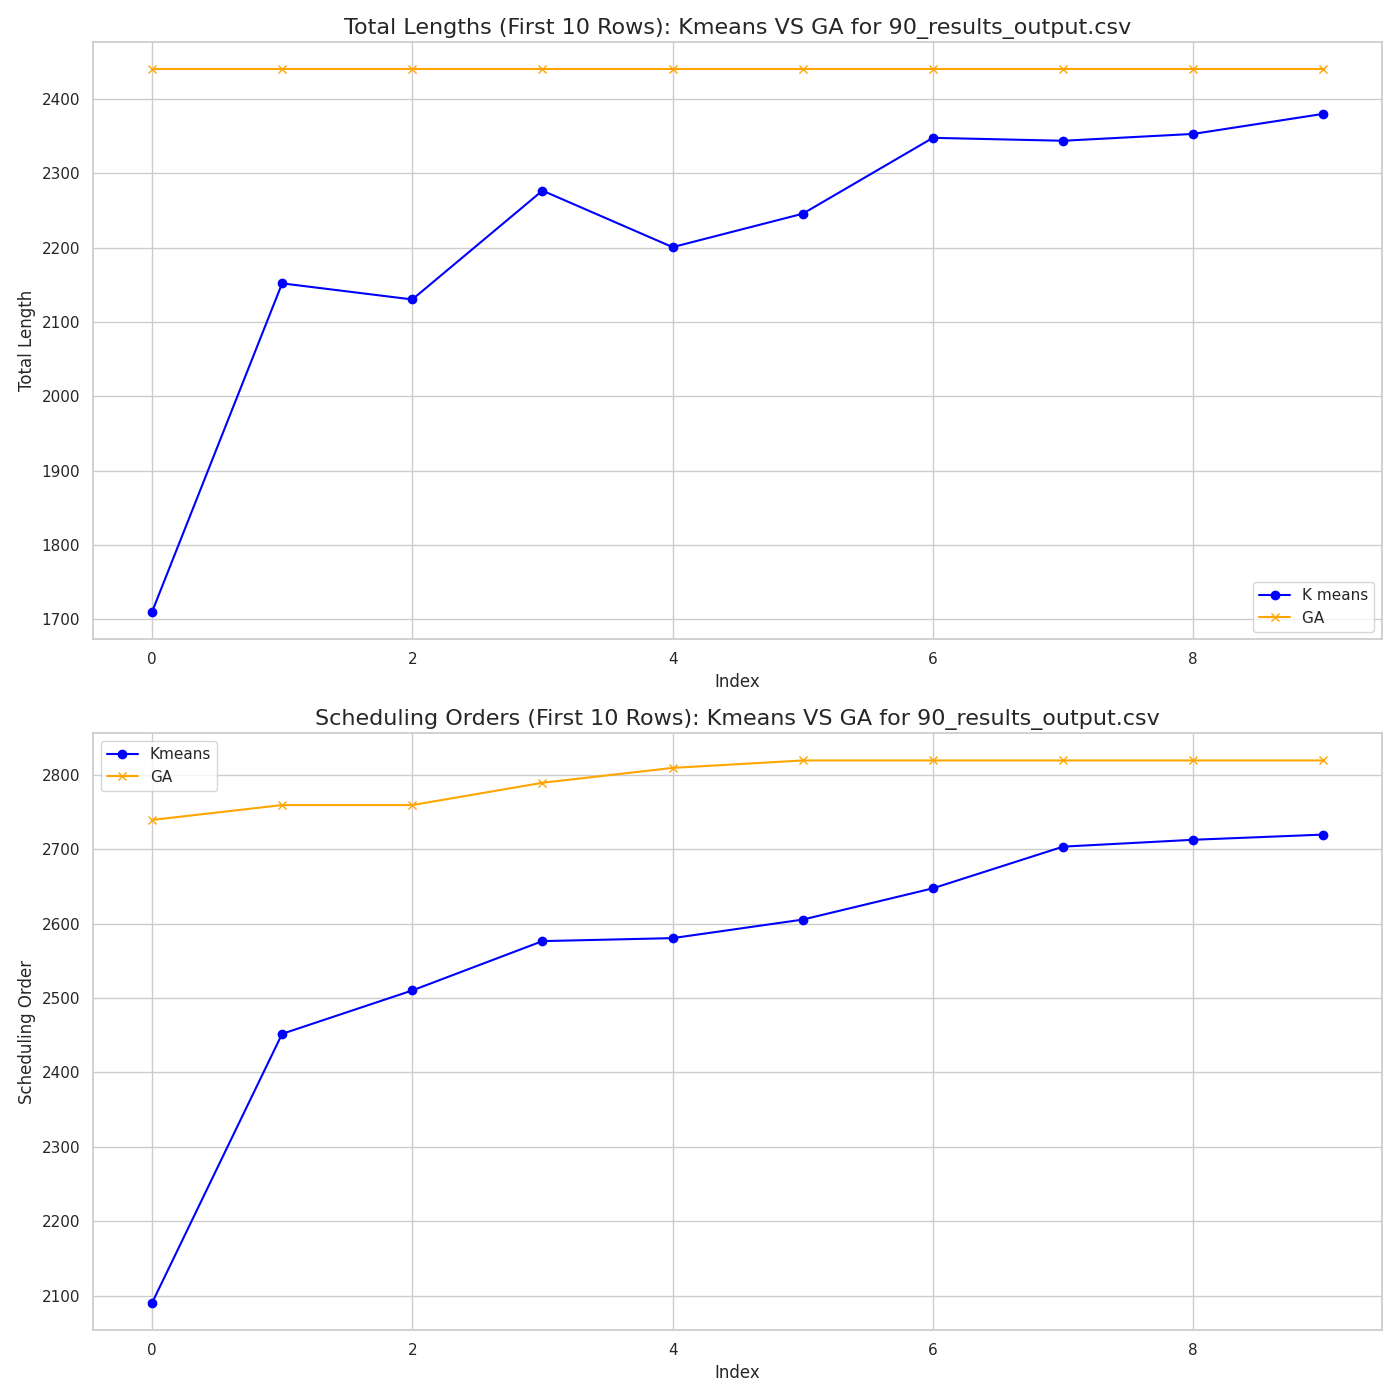 Total Lengths (First 10 Rows): Kmeans VS GA for 90_results_output.csv
2400
2300
2200
2100
2000
1900
1800
1700
Total Length
K means
GA
0 2 4 6 8
Index
Scheduling Orders (First 10 Rows): Kmeans VS GA for 90_results_output.csv
Kmeans
GA
2800
2700
2600
2500
2400
2300
2200
2100
Scheduling Order
0 2 4 6 8
Index